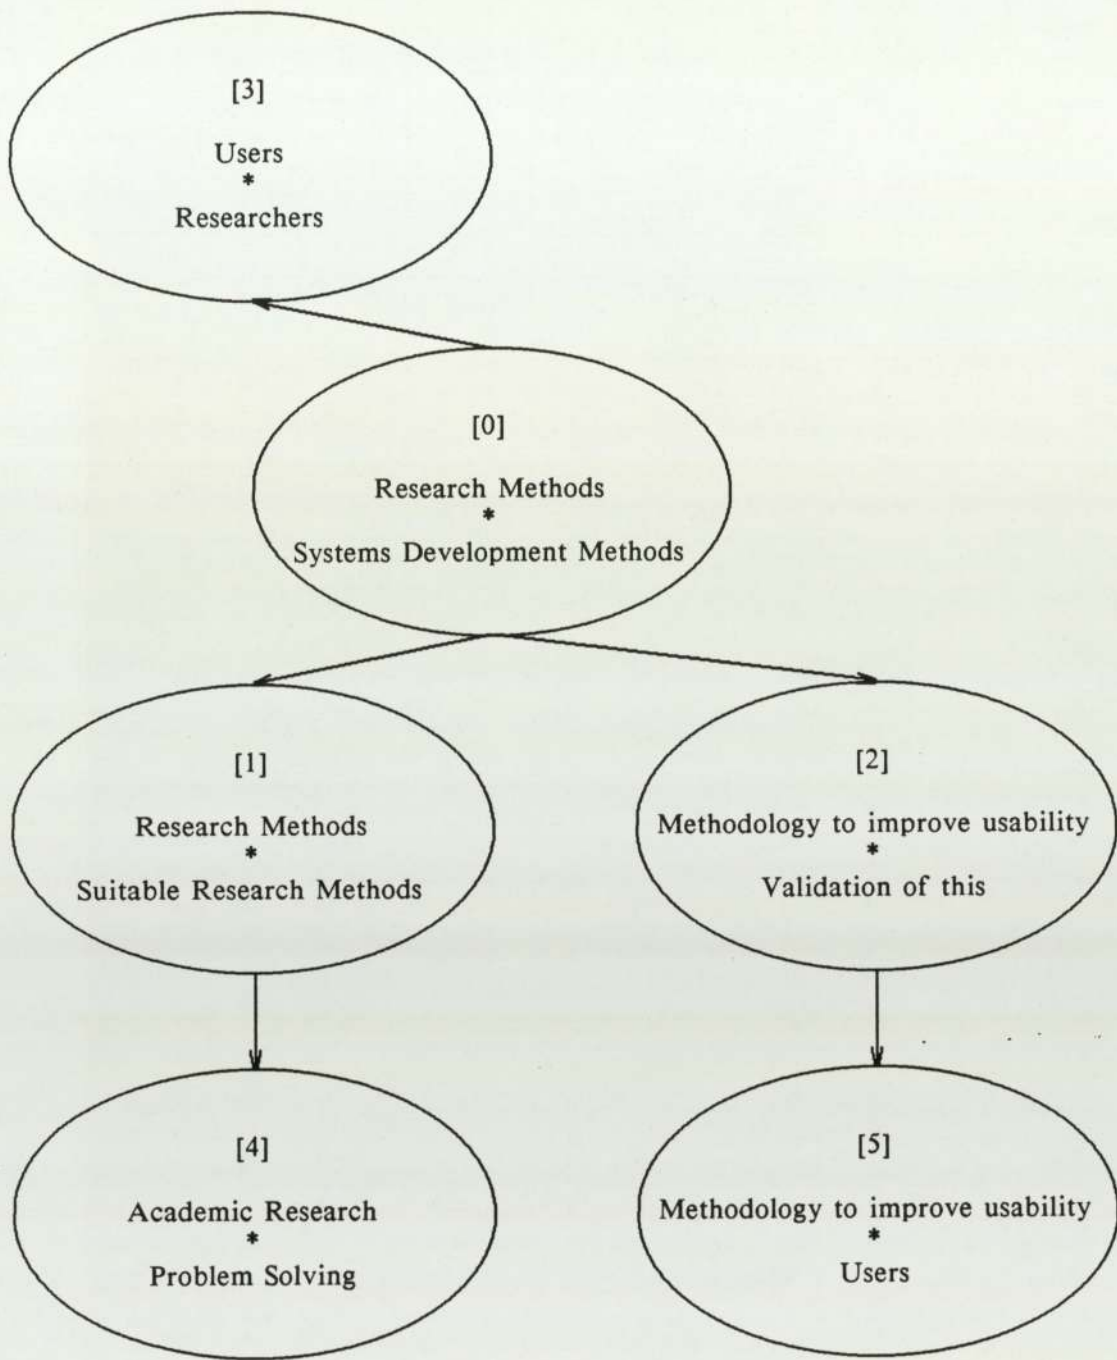 [3]
Users
*
Researchers
[0]
Research Methods
*
Systems Development Methods
[1]
Research Methods
*
Suitable Research Methods
[2]
Methodology to improve usability
*
Validation of this
[4]
Academic Research
*
Problem Solving
[5]
Methodology to improve usability
*
Users